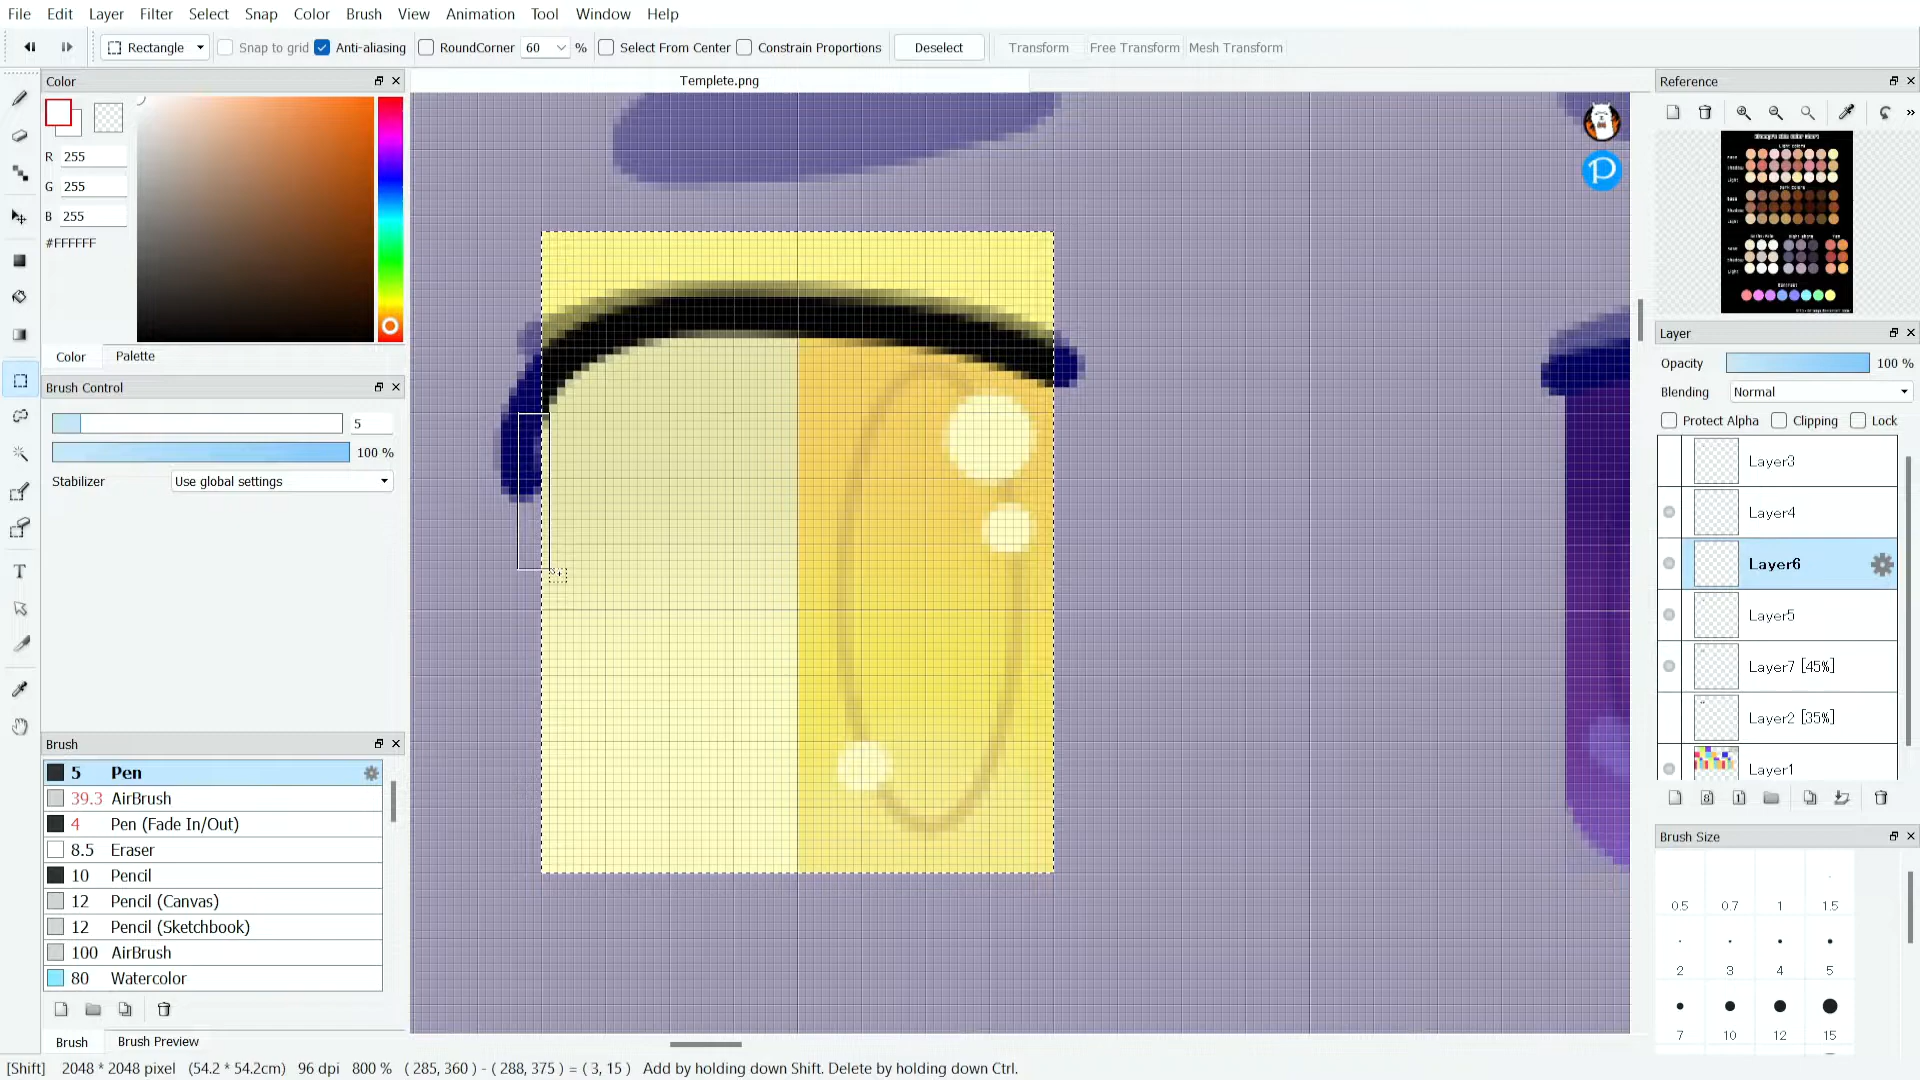 File Edit Layer Filter Select Snap Color Brush View Animation Tool Window Help
Rectangle Snap to grid Anti-aliasing RoundCorner 60 % Select From Center Constrain Proportions Deselect Transform Free Transform Mesh Transform
Color
Templete.png
Reference
R 255
G 255
B 255
#FFFFFF
Color Palette
Brush Control
5
100 %
Stabilizer Use global settings
Brush
5 Pen
39.3 AirBrush
4 Pen (Fade In/Out)
8.5 Eraser
10 Pencil
12 Pencil (Canvas)
12 Pencil (Sketchbook)
100 AirBrush
80 Watercolor
Brush Brush Preview
Layer
Opacity 100 %
Blending Normal
Protect Alpha Clipping Lock
Layer3
Layer4
Layer6
Layer5
Layer7 [45%]
Layer2 [35%]
Layer1
Brush Size
0.5 0.7 1 1.5
2 3 4 5
7 10 12 15
[Shift] 2048 * 2048 pixel (54.2 * 54.2cm) 96 dpi 800 % ( 285, 360 ) - ( 288, 375 ) = ( 3, 15 ) Add by holding down Shift. Delete by holding down Ctrl.